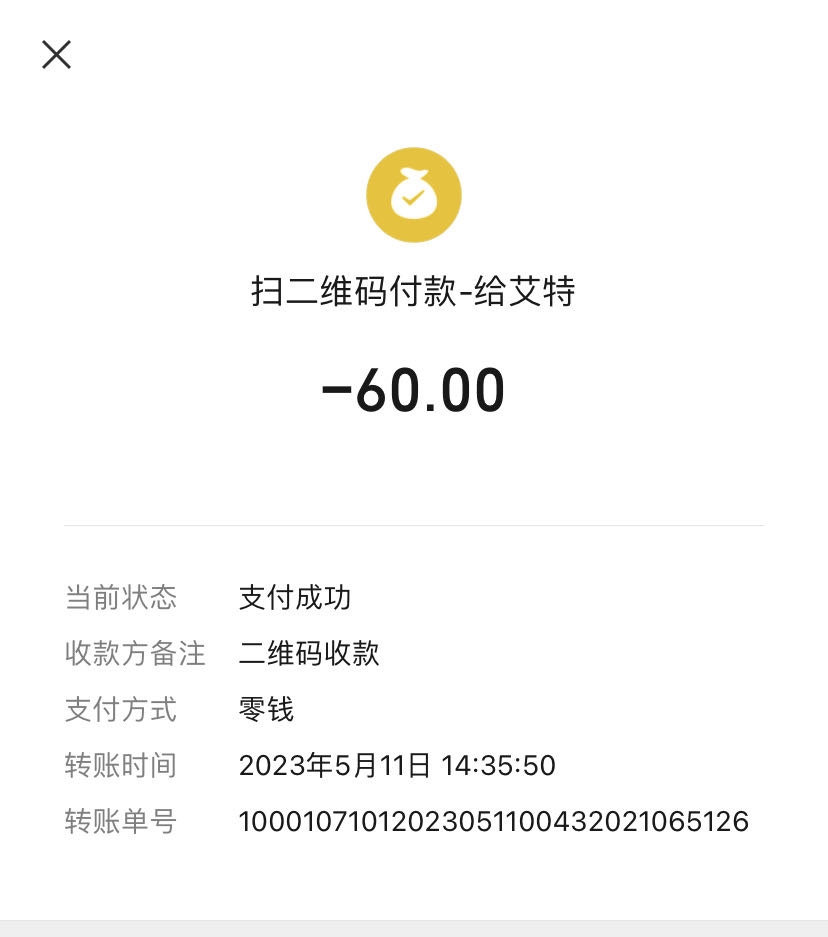 扫二维码付款-给艾特
-60.00
当前状态 支付成功
收款方备注 二维码收款
支付方式 零钱
转账时间 2023年5月11日 14:35:50
转账单号 1000107101202305110043202​1065126